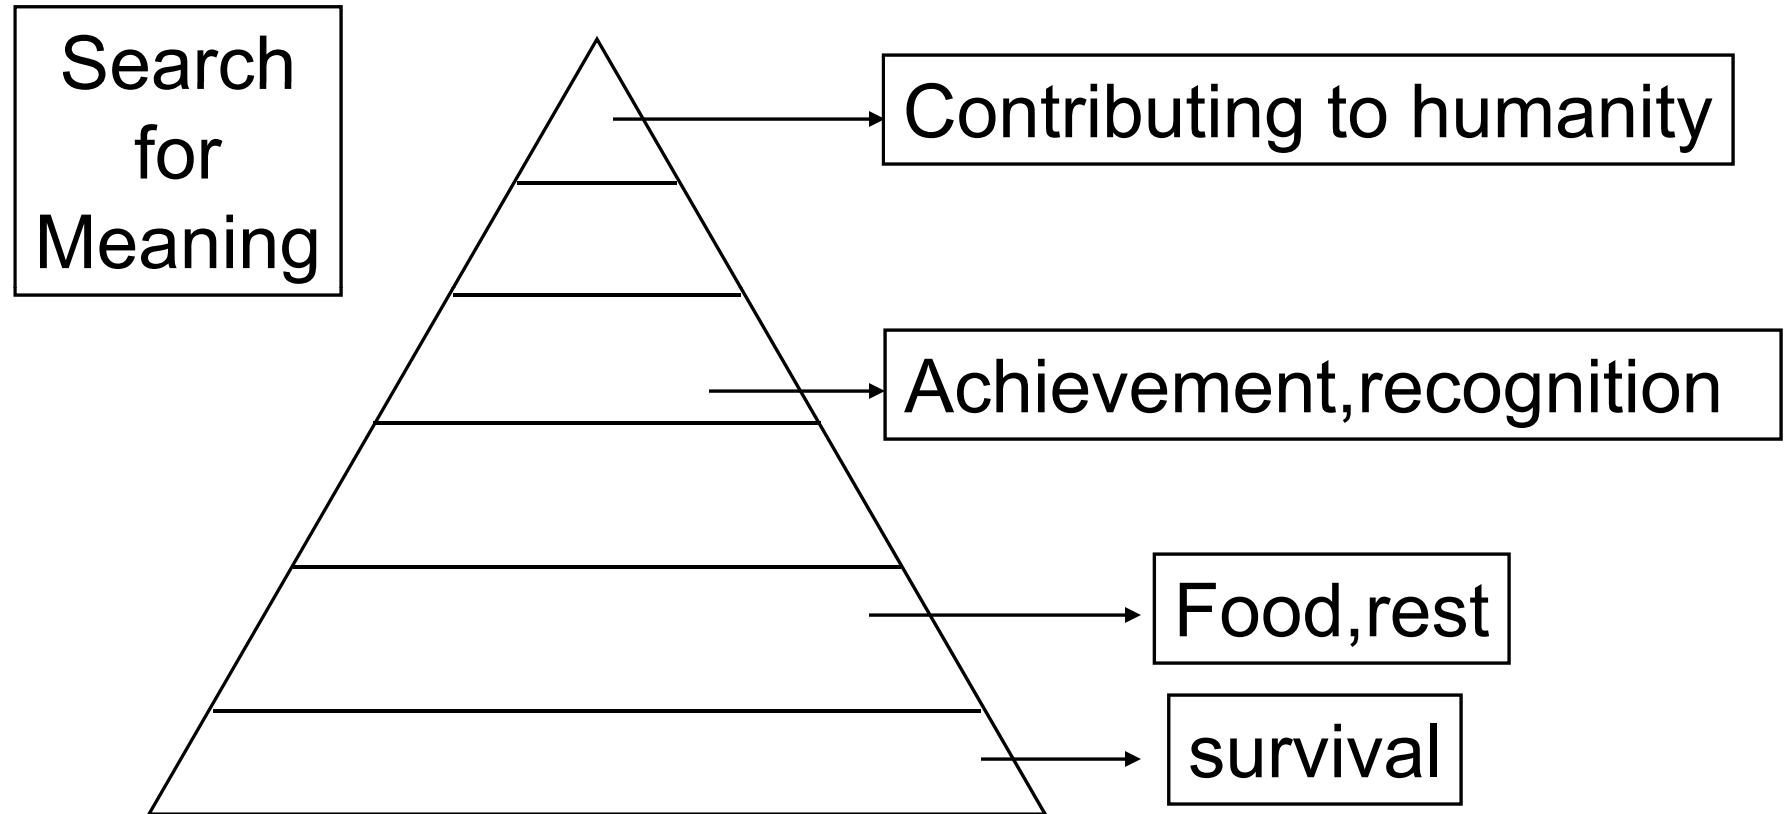 Search
for
Meaning
Contributing to humanity
Achievement,recognition
Food,rest
survival